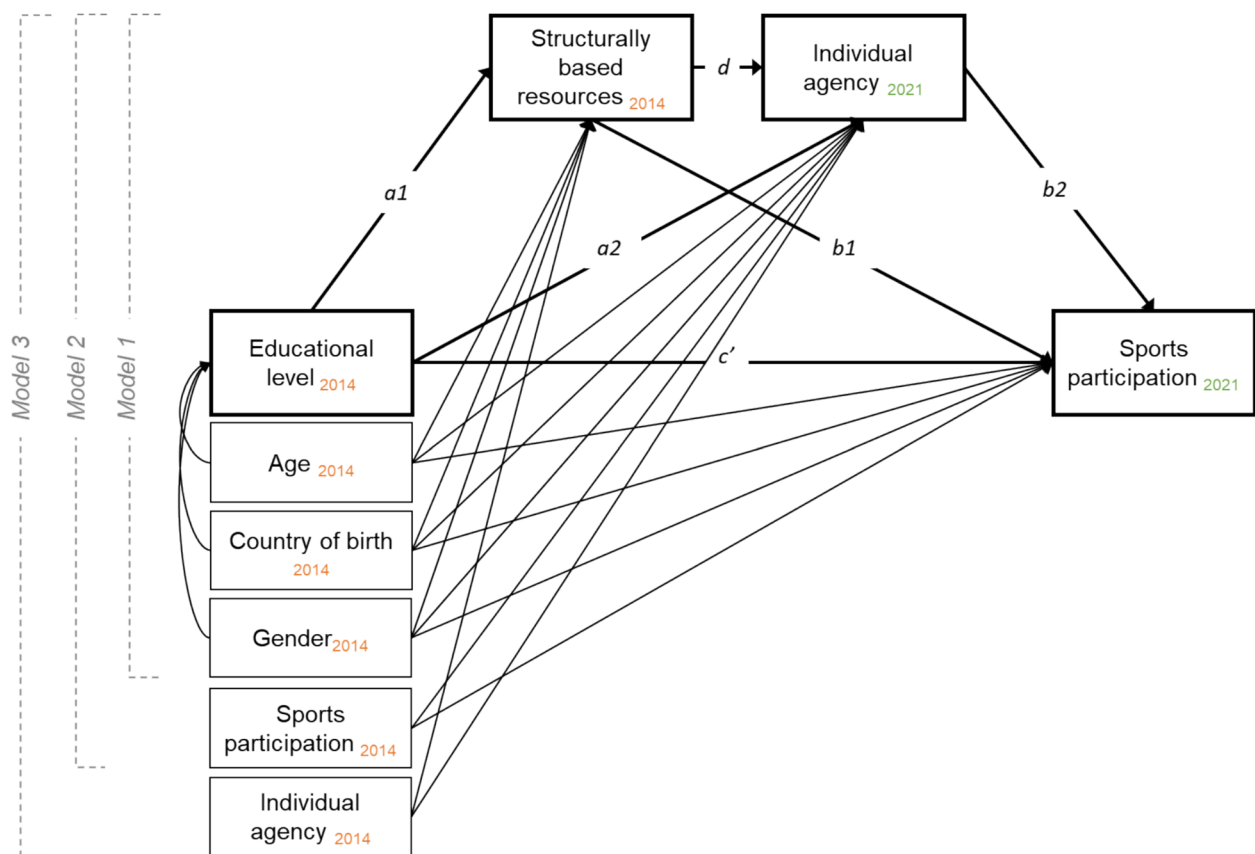 Structurally
based
resources 2014
d
Individual
agency 2021
a1
a2
b1
b2
c’
Model 3
Model 2
Model 1
Educational
level 2014
Sports
participation 2021
Age 2014
Country of birth
2014
Gender2014
Sports
participation 2014
Individual
agency 2014